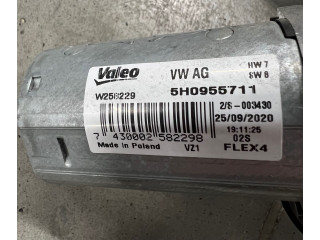 Valeo VW AG HW 7
SW 8
W258229 5H0955711
2/S -003430
25/09/2020
19:11:25
7 430002 582298 02S
Made in Poland VZ1 FLEX4